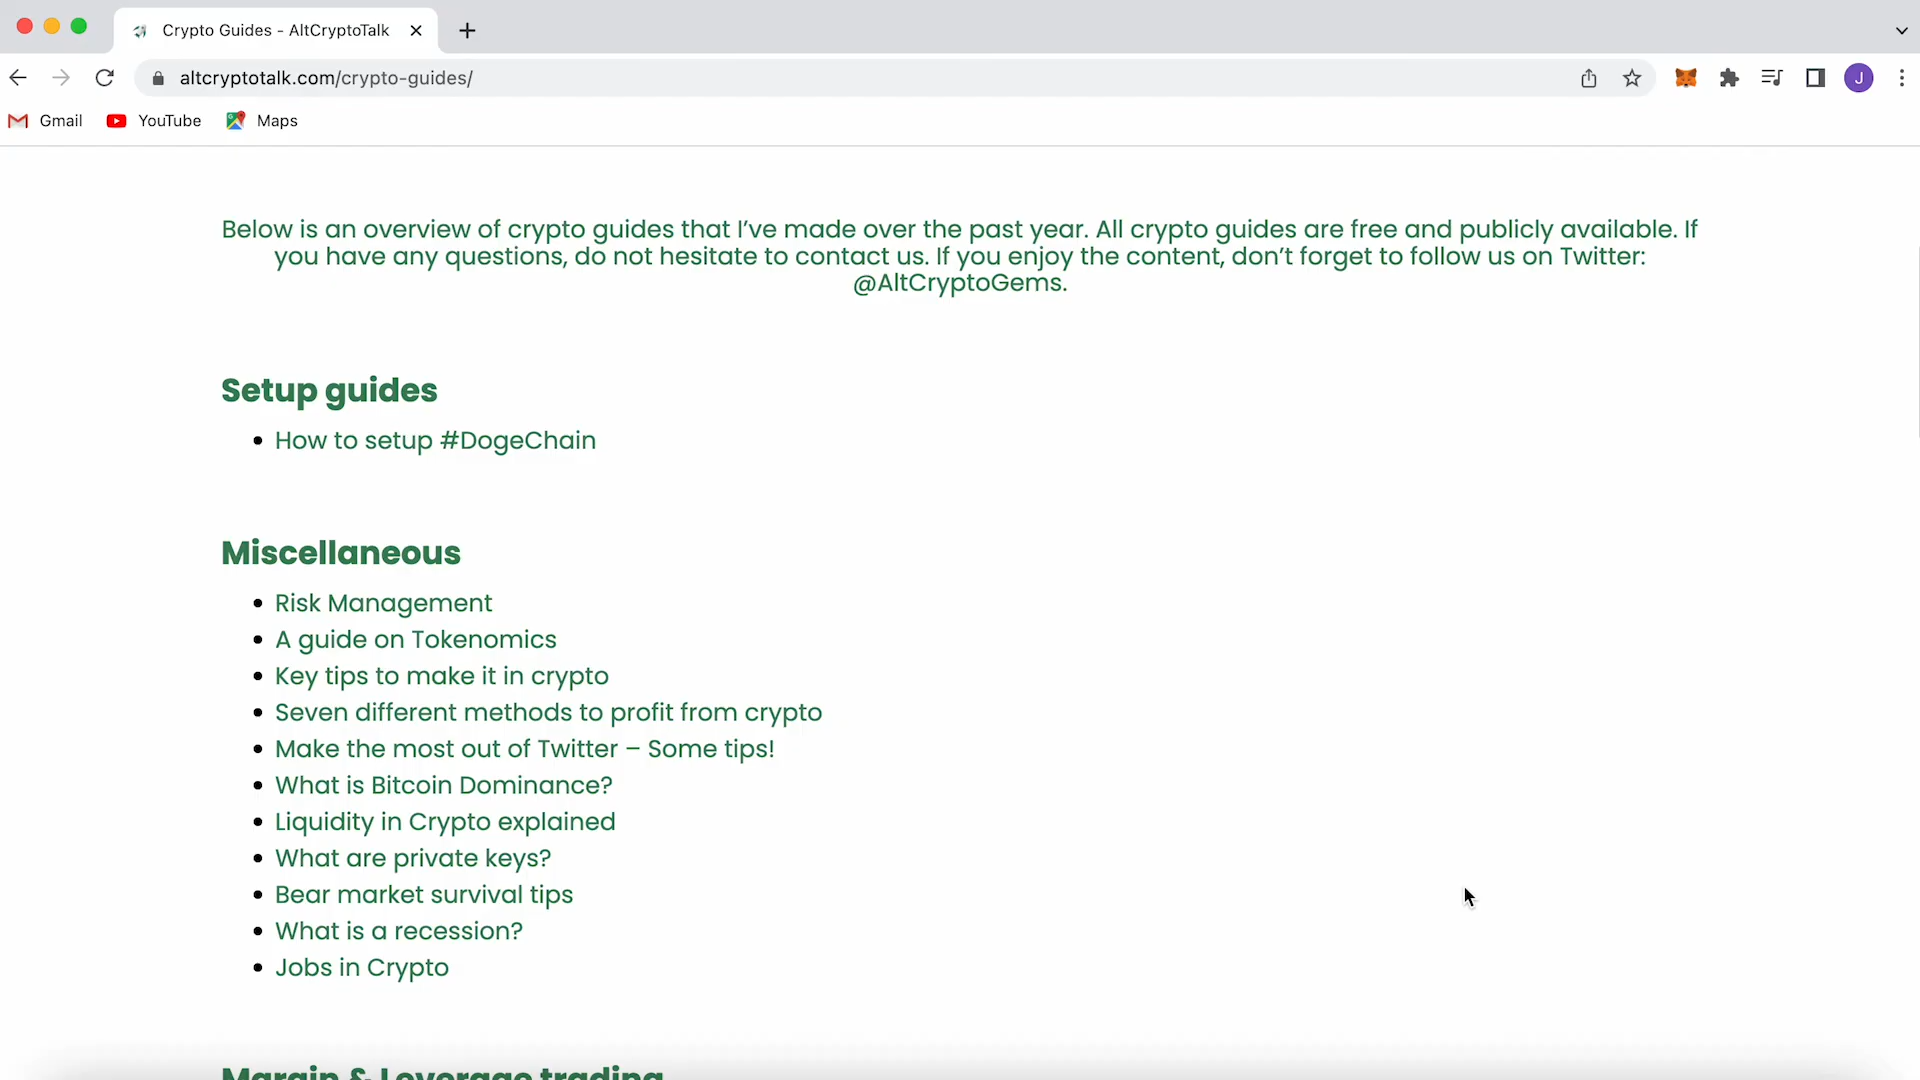 Crypto Guides - AltCryptoTalk
altcryptotalk.com/crypto-guides/
J
Gmail YouTube Maps
Below is an overview of crypto guides that I’ve made over the past year. All crypto guides are free and publicly available. If
you have any questions, do not hesitate to contact us. If you enjoy the content, don’t forget to follow us on Twitter:
@AltCryptoGems.
Setup guides
How to setup #DogeChain
Miscellaneous
Risk Management
A guide on Tokenomics
Key tips to make it in crypto
Seven different methods to profit from crypto
Make the most out of Twitter – Some tips!
What is Bitcoin Dominance?
Liquidity in Crypto explained
What are private keys?
Bear market survival tips
What is a recession?
Jobs in Crypto
Margin & Leverage trading